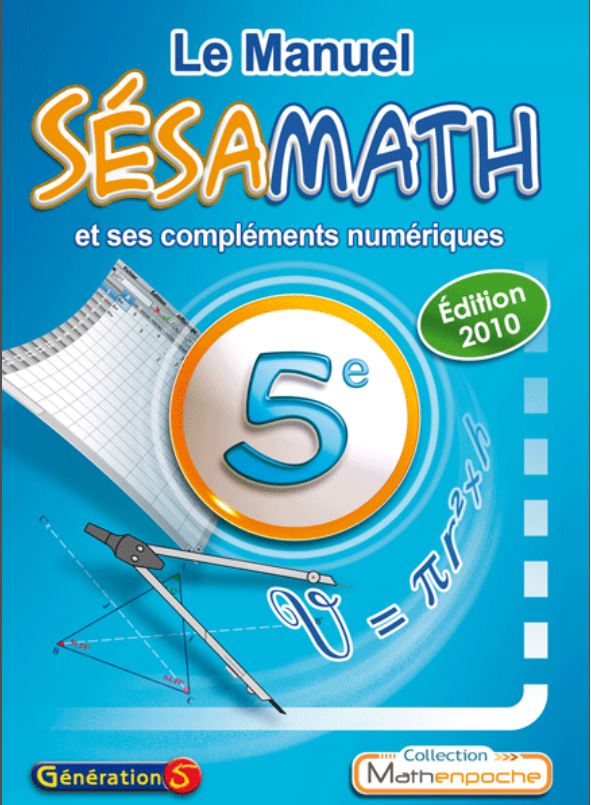 Le Manuel
SÉSAMATH
et ses compléments numériques
Édition
2010
5e
V = πr²×h
B
C
Génération 5
Collection >>>
Mathenpoche